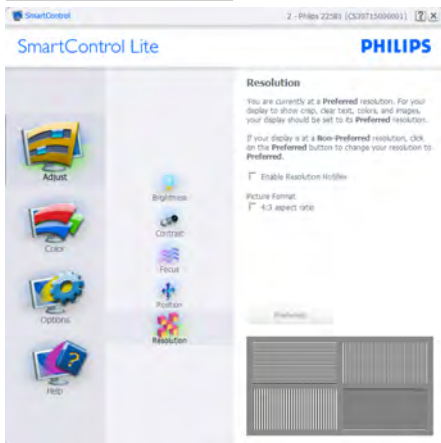 SmartControl
2 - Philips 225B1 (CS39715000001)
SmartControl Lite
PHILIPS
Resolution
You are currently at a Preferred resolution. For your
display to show crisp, clear text, colors, and images,
your display should be set to its Preferred resolution.
If your display is at a Non-Preferred resolution, click
on the Preferred button to change your resolution to
Preferred.
Enable Resolution Notifier
Picture Format
4:3 aspect ratio
Preferred
Adjust
Color
Options
Help
Brightness
Contrast
Focus
Position
Resolution